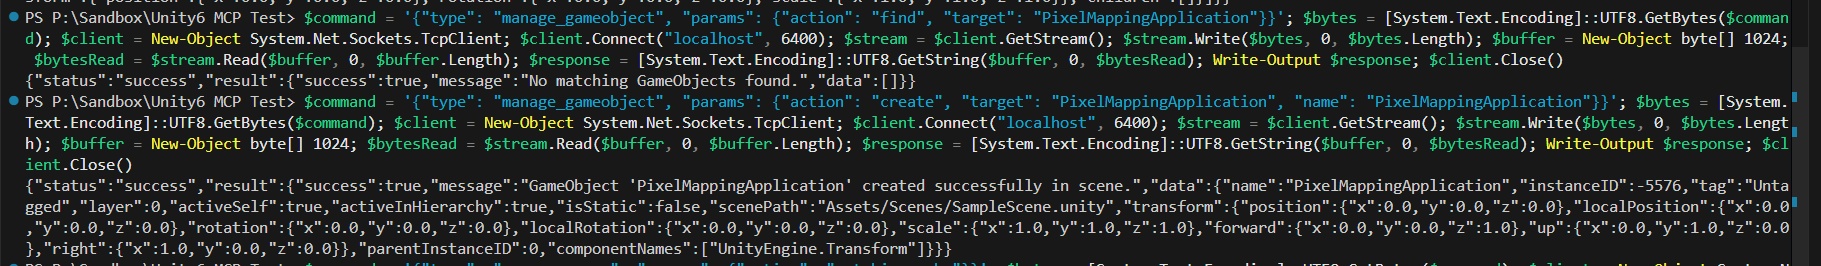 PS P:\Sandbox\Unity6 MCP Test> $command = '{"type": "manage_gameobject", "params": {"action": "find", "target": "PixelMappingApplication"}}'; $bytes = [System.Text.Encoding]::UTF8.GetBytes($comman
d); $client = New-Object System.Net.Sockets.TcpClient; $client.Connect("localhost", 6400); $stream = $client.GetStream(); $stream.Write($bytes, 0, $bytes.Length); $buffer = New-Object byte[] 1024;
$bytesRead = $stream.Read($buffer, 0, $buffer.Length); $response = [System.Text.Encoding]::UTF8.GetString($buffer, 0, $bytesRead); Write-Output $response; $client.Close()
{"status":"success","result":{"success":true,"message":"No matching GameObjects found.","data":[]}}
PS P:\Sandbox\Unity6 MCP Test> $command = '{"type": "manage_gameobject", "params": {"action": "create", "target": "PixelMappingApplication", "name": "PixelMappingApplication"}}'; $bytes = [System.
Text.Encoding]::UTF8.GetBytes($command); $client = New-Object System.Net.Sockets.TcpClient; $client.Connect("localhost", 6400); $stream = $client.GetStream(); $stream.Write($bytes, 0, $bytes.Lengt
h); $buffer = New-Object byte[] 1024; $bytesRead = $stream.Read($buffer, 0, $buffer.Length); $response = [System.Text.Encoding]::UTF8.GetString($buffer, 0, $bytesRead); Write-Output $response; $cl
ient.Close()
{"status":"success","result":{"success":true,"message":"GameObject 'PixelMappingApplication' created successfully in scene.","data":{"name":"PixelMappingApplication","instanceID":-5576,"tag":"Unta
gged","layer":0,"activeSelf":true,"activeInHierarchy":true,"isStatic":false,"scenePath":"Assets/Scenes/SampleScene.unity","transform":{"position":{"x":0.0,"y":0.0,"z":0.0},"localPosition":{"x":0.0
,"y":0.0,"z":0.0},"rotation":{"x":0.0,"y":0.0,"z":0.0},"localRotation":{"x":0.0,"y":0.0,"z":0.0},"scale":{"x":1.0,"y":1.0,"z":1.0},"forward":{"x":0.0,"y":0.0,"z":1.0},"up":{"x":0.0,"y":1.0,"z":0.0
},"right":{"x":1.0,"y":0.0,"z":0.0}},"parentInstanceID":0,"componentNames":["UnityEngine.Transform"]}}}